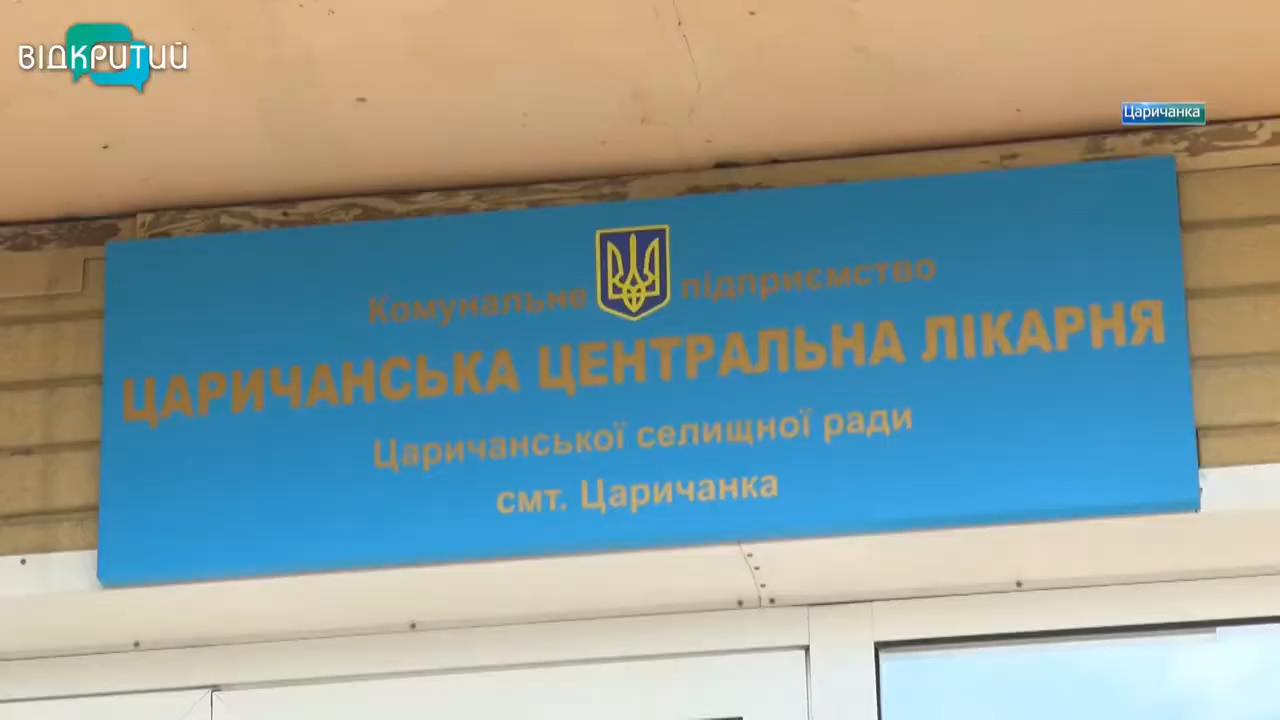 ВІДКРИТИЙ
Царичанка
Комунальне підприємство
ЦАРИЧАНСЬКА ЦЕНТРАЛЬНА ЛІКАРНЯ
Царичанської селищної ради
смт. Царичанка